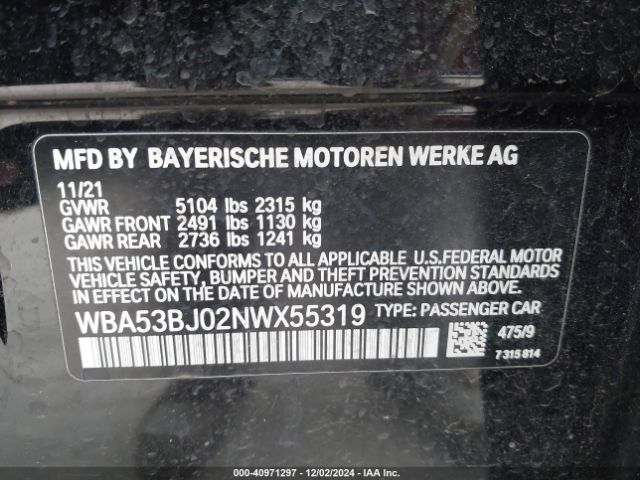 MFD BY BAYERISCHE MOTOREN WERKE AG
11/21
GVWR 5104 lbs 2315 kg
GAWR FRONT 2491 lbs 1130 kg
GAWR REAR 2736 lbs 1241 kg
THIS VEHICLE CONFORMS TO ALL APPLICABLE U.S.FEDERAL MOTOR
VEHICLE SAFETY, BUMPER AND THEFT PREVENTION STANDARDS
IN EFFECT ON THE DATE OF MANUFACTURE SHOWN ABOVE.
WBA53BJ02NWX55319 TYPE: PASSENGER CAR
475/9
7 315 814
000-40971297 - 12/02/2024 - IAA Inc.